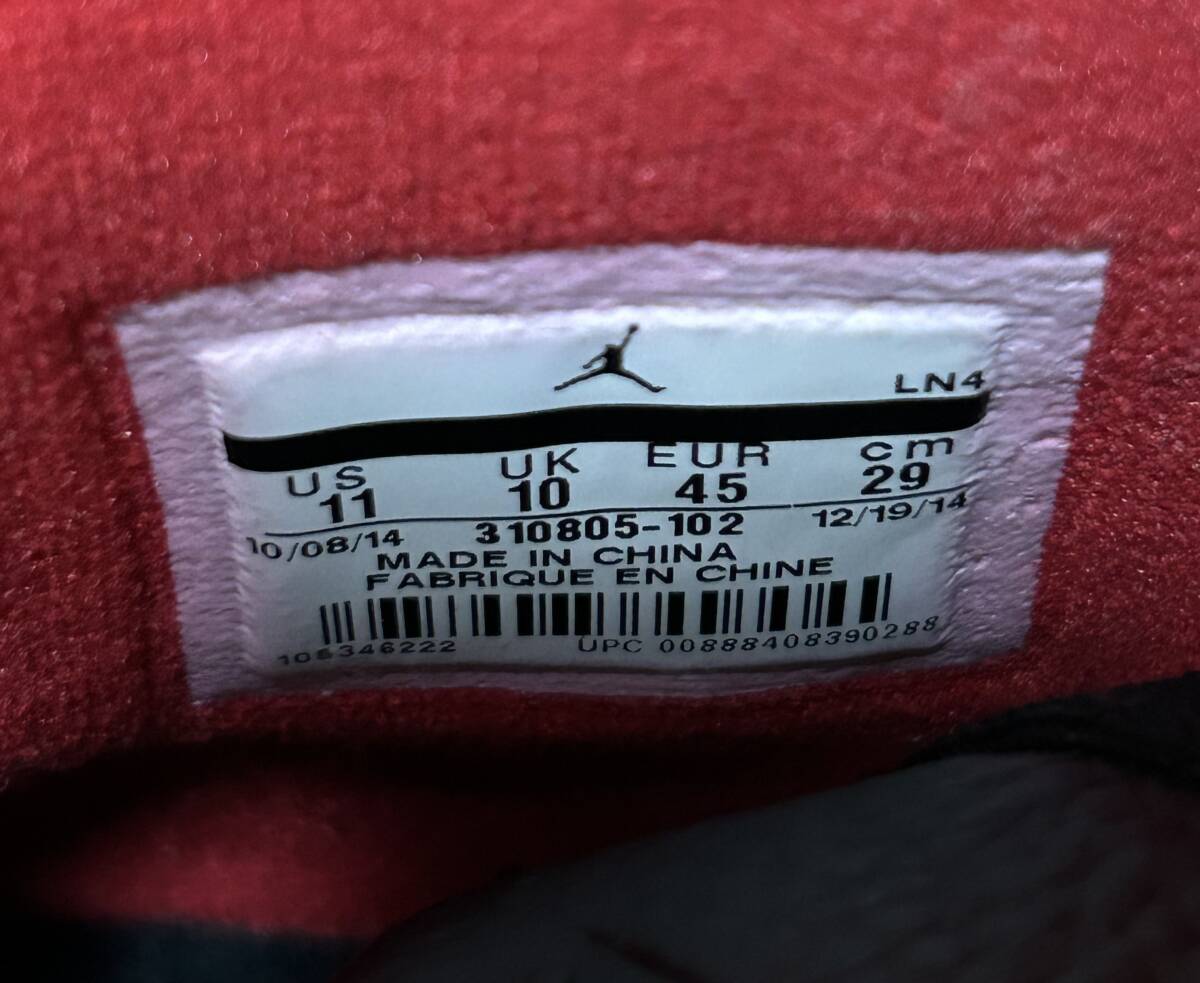 LN4
US UK EUR cm
11 10 45 29
10/08/14 310805-102 12/19/14
MADE IN CHINA
FABRIQUE EN CHINE
UPC 00888408390288